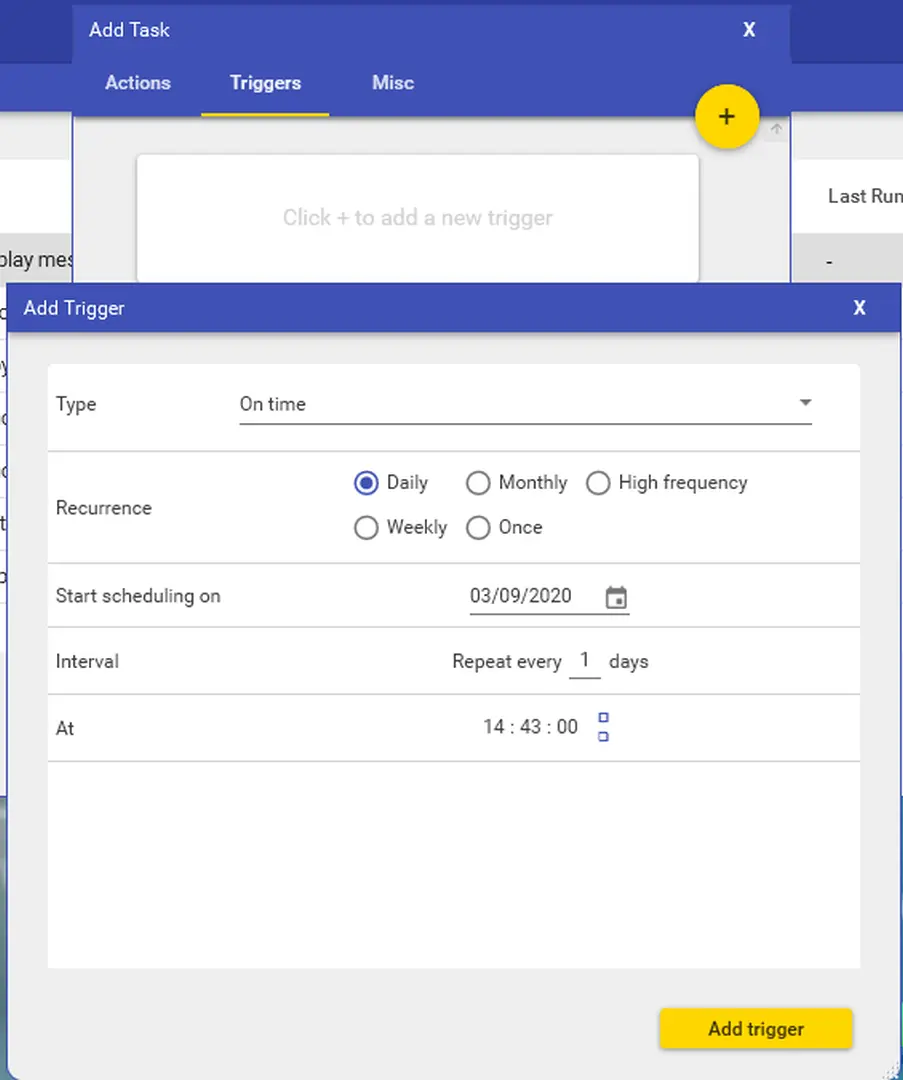 Add Task X
Actions Triggers Misc
+
Click + to add a new trigger
Last Run
play mes
-
Add Trigger X
Type On time
Daily Monthly High frequency
Recurrence
Weekly Once
Start scheduling on 03/09/2020
Interval Repeat every 1 days
At 14 : 43 : 00
Add trigger